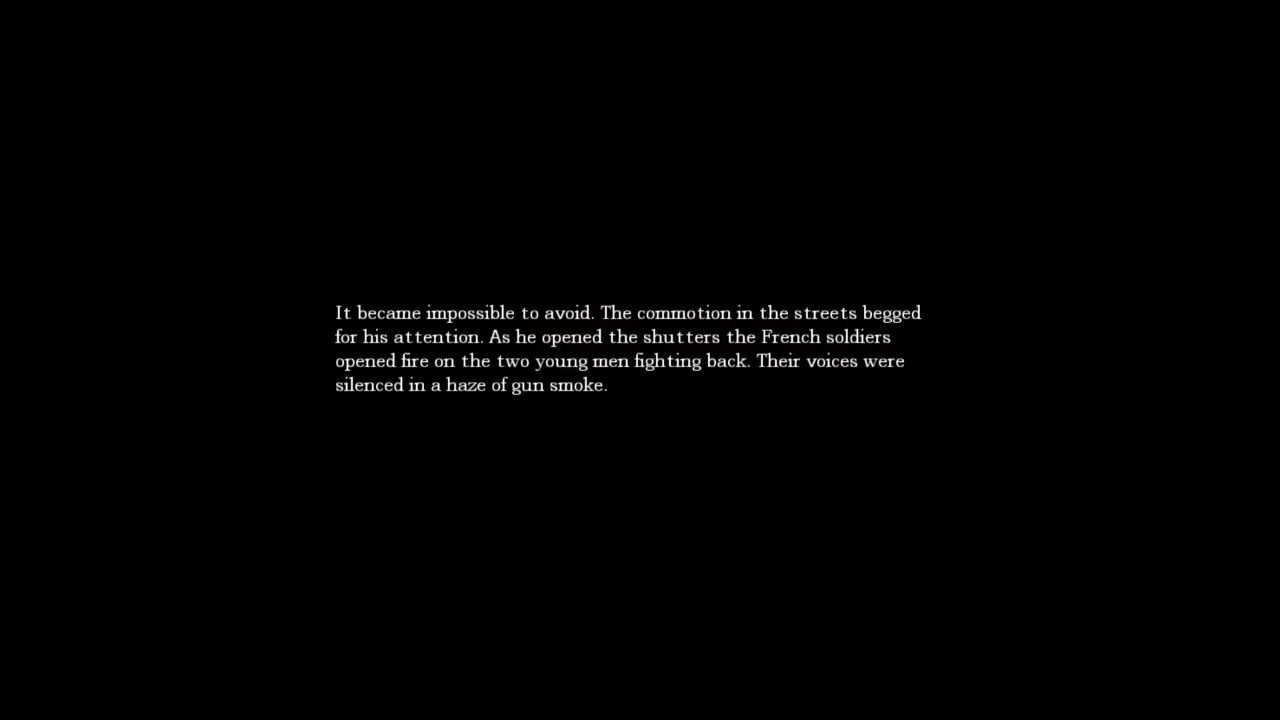 It became impossible to avoid. The commotion in the streets begged
for his attention. As he opened the shutters the French soldiers
opened fire on the two young men fighting back. Their voices were
silenced in a haze of gun smoke.